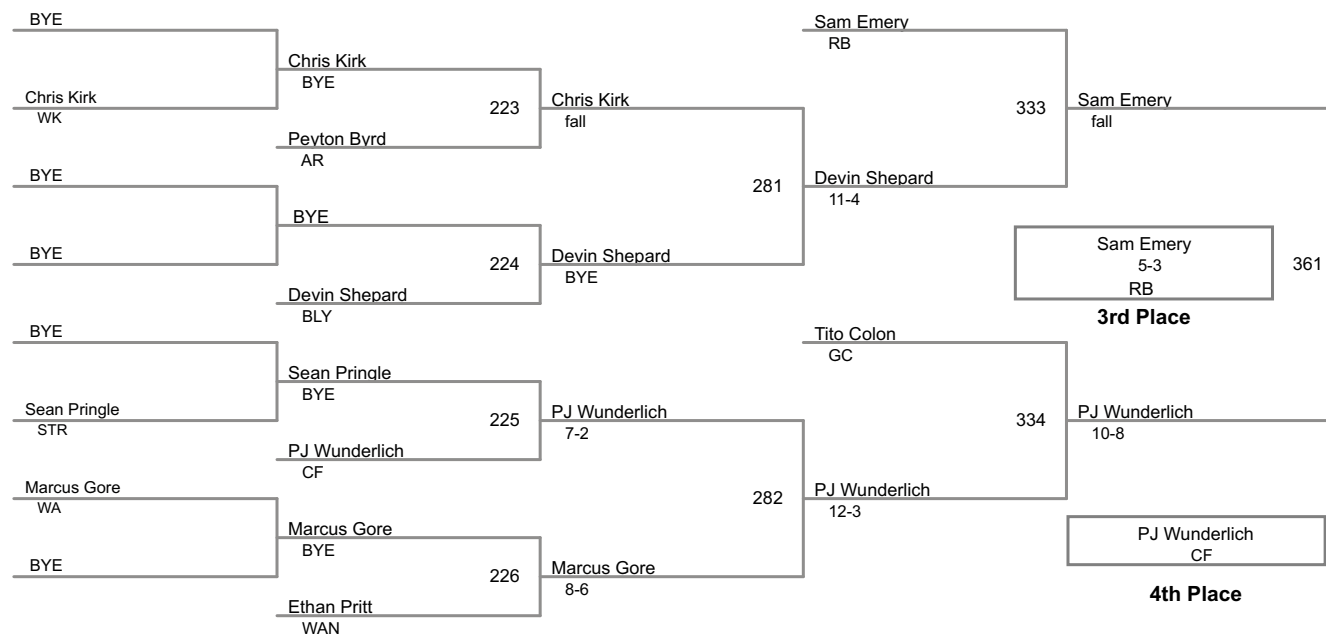 BYE
Chris Kirk
WK
BYE
BYE
BYE
Sean Pringle
STR
Marcus Gore
WA
BYE
Chris Kirk
BYE
223
Peyton Byrd
AR
BYE
224
Devin Shepard
BLY
Sean Pringle
BYE
225
PJ Wunderlich
CF
Marcus Gore
BYE
226
Ethan Pritt
WAN
Chris Kirk
fall
281
Devin Shepard
BYE
PJ Wunderlich
7-2
282
Marcus Gore
8-6
Sam Emery
RB
333
Devin Shepard
11-4
Tito Colon
GC
334
PJ Wunderlich
12-3
Sam Emery
fall
Sam Emery
5-3
RB
361
3rd Place
PJ Wunderlich
10-8
PJ Wunderlich
CF
4th Place